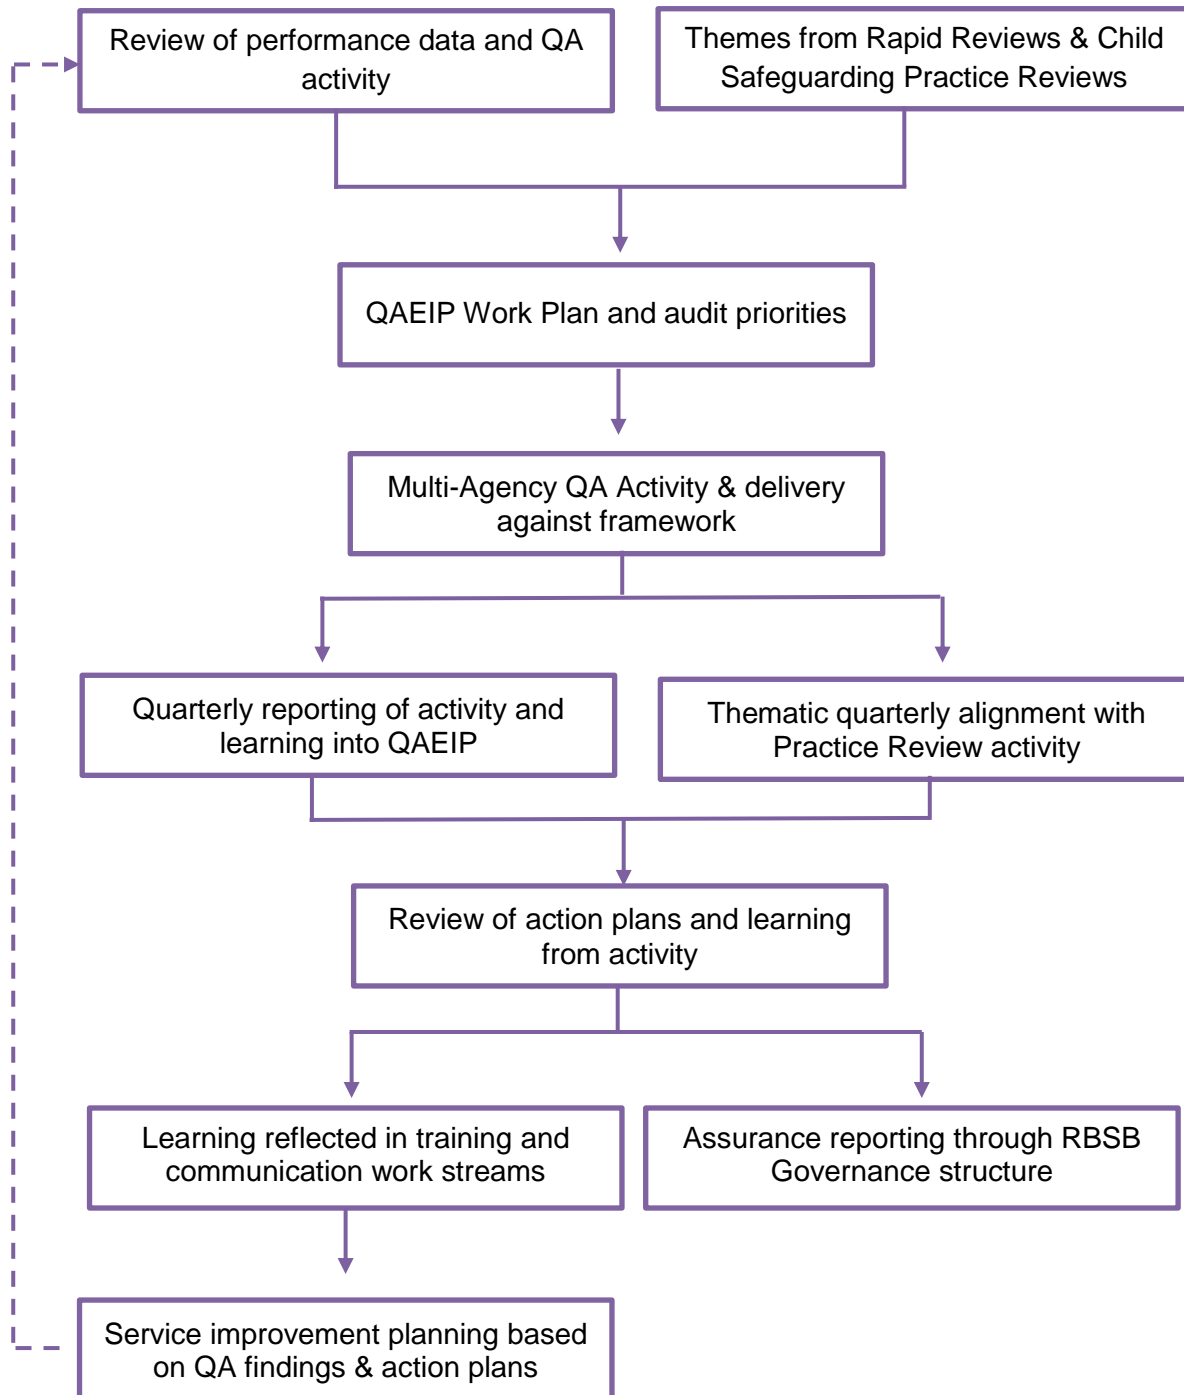 Review of performance data and QA
activity
Themes from Rapid Reviews & Child
Safeguarding Practice Reviews
QAEIP Work Plan and audit priorities
Multi-Agency QA Activity & delivery
against framework
Quarterly reporting of activity and
learning into QAEIP
Thematic quarterly alignment with
Practice Review activity
Review of action plans and learning
from activity
Learning reflected in training and
communication work streams
Assurance reporting through RBSB
Governance structure
Service improvement planning based
on QA findings & action plans